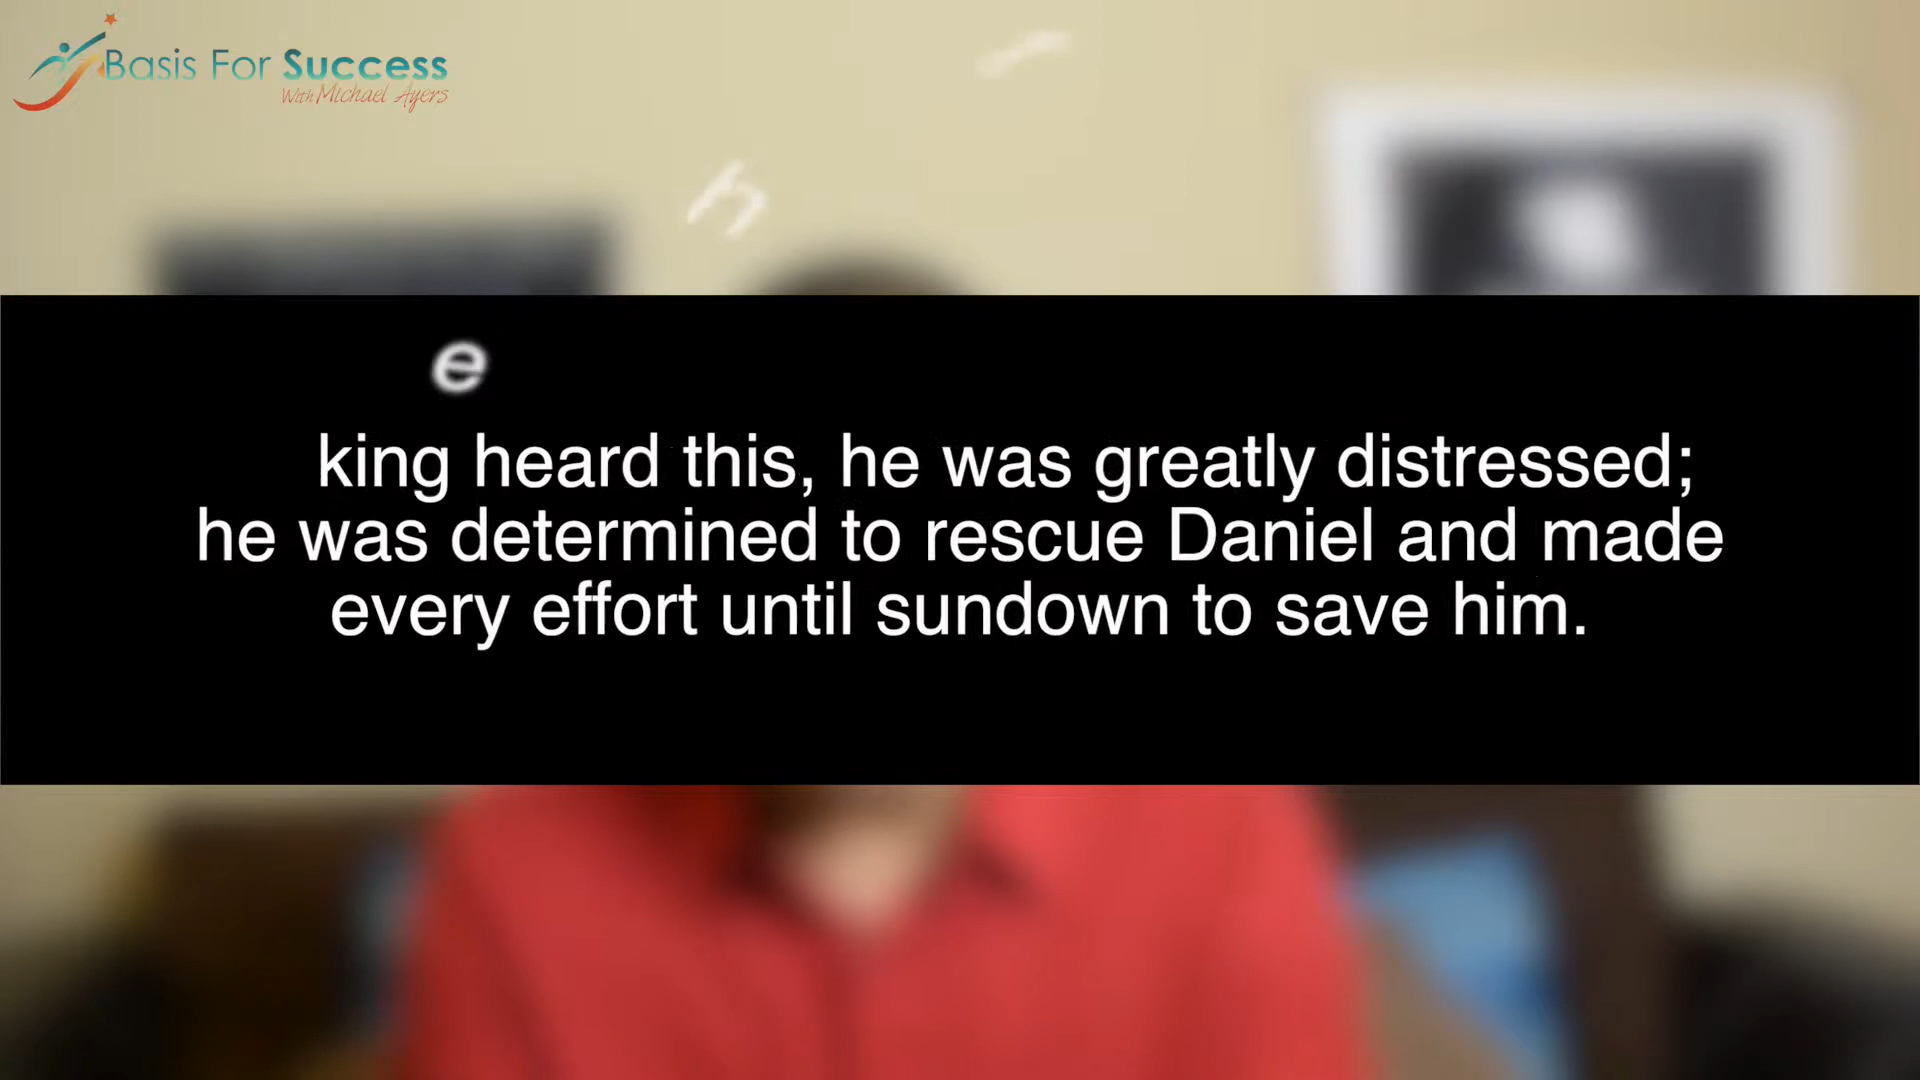 Basis For Success
With Michael Ayers
h
e
king heard this, he was greatly distressed;
he was determined to rescue Daniel and made
every effort until sundown to save him.